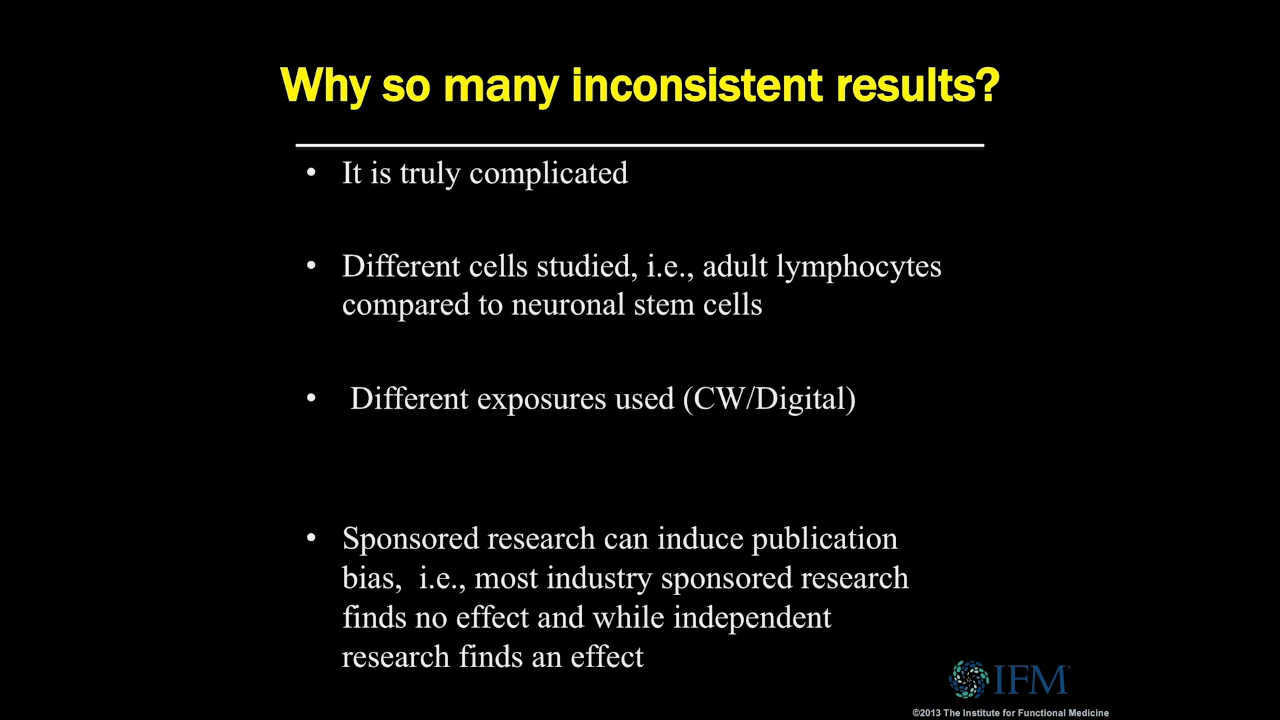 Why so many inconsistent results?
• It is truly complicated
• Different cells studied, i.e., adult lymphocytes
compared to neuronal stem cells
• Different exposures used (CW/Digital)
• Sponsored research can induce publication
bias, i.e., most industry sponsored research
finds no effect and while independent
research finds an effect
IFM
©2013 The Institute for Functional Medicine